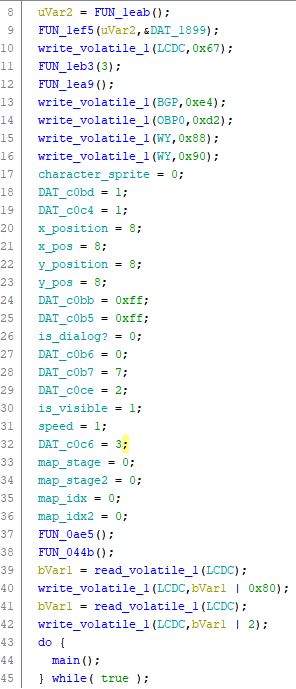 8 uVar2 = FUN_1eab();
9 FUN_1ef5(uVar2,&DAT_1899);
10 write_volatile_1(LCDC,0x67);
11 FUN_1eb3(3);
12 FUN_1ea9();
13 write_volatile_1(BGP,0xe4);
14 write_volatile_1(OBP0,0xd2);
15 write_volatile_1(WY,0x88);
16 write_volatile_1(WY,0x90);
17 character_sprite = 0;
18 DAT_c0bd = 1;
19 DAT_c0c4 = 1;
20 x_position = 8;
21 x_pos = 8;
22 y_position = 8;
23 y_pos = 8;
24 DAT_c0bb = 0xff;
25 DAT_c0b5 = 0xff;
26 is_dialog? = 0;
27 DAT_c0b6 = 0;
28 DAT_c0b7 = 7;
29 DAT_c0ce = 2;
30 is_visible = 1;
31 speed = 1;
32 DAT_c0c6 = 3;
33 map_stage = 0;
34 map_stage2 = 0;
35 map_idx = 0;
36 map_idx2 = 0;
37 FUN_0ae5();
38 FUN_044b();
39 bVar1 = read_volatile_1(LCDC);
40 write_volatile_1(LCDC,bVar1 | 0x80);
41 bVar1 = read_volatile_1(LCDC);
42 write_volatile_1(LCDC,bVar1 | 2);
43 do {
44 main();
45 } while( true );